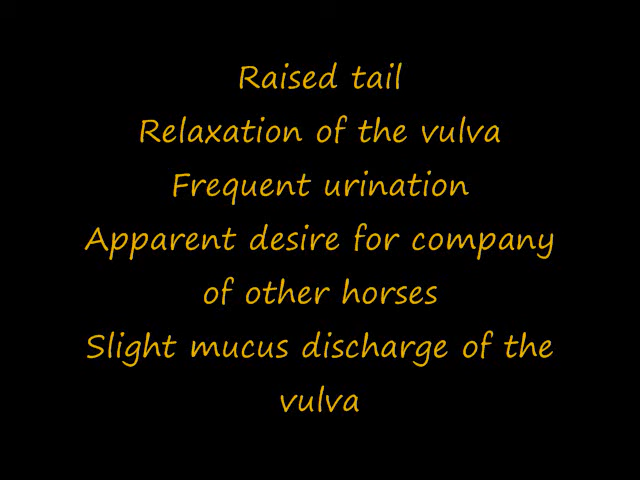 Raised tail
Relaxation of the vulva
Frequent urination
Apparent desire for company
of other horses
Slight mucus discharge of the
vulva